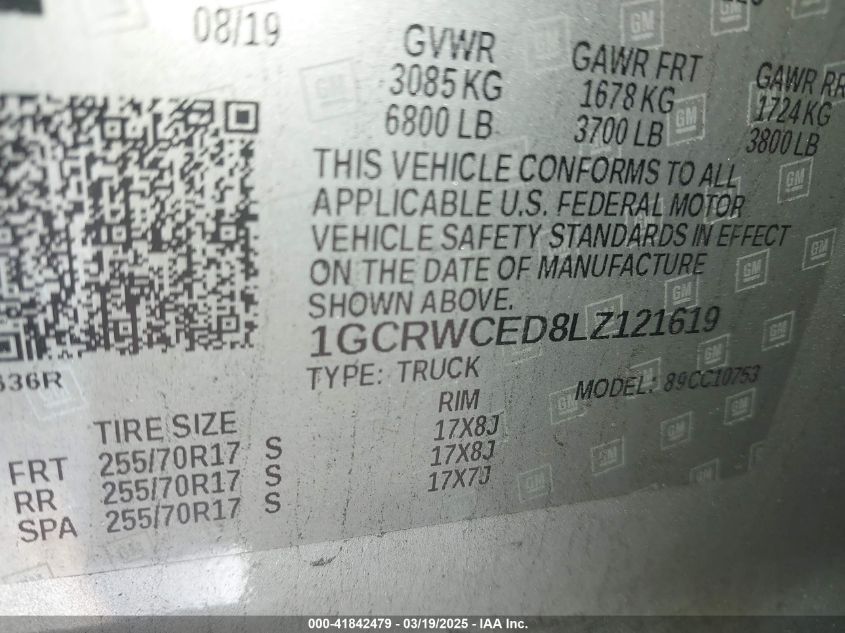 08/19
GVWR GAWR FRT GAWR RR
3085 KG 1678 KG 1724 KG
6800 LB 3700 LB 3800 LB
THIS VEHICLE CONFORMS TO ALL
APPLICABLE U.S. FEDERAL MOTOR
VEHICLE SAFETY STANDARDS IN EFFECT
ON THE DATE OF MANUFACTURE
SHOWN ABOVE.
1GCRWCED8LZ121619
TYPE: TRUCK MODEL: 89CC10753
TIRE SIZE RIM
FRT 255/70R17 S 17X8J
RR 255/70R17 S 17X8J
SPA 255/70R17 S 17X7J
000-41842479 - 03/19/2025 - IAA Inc.